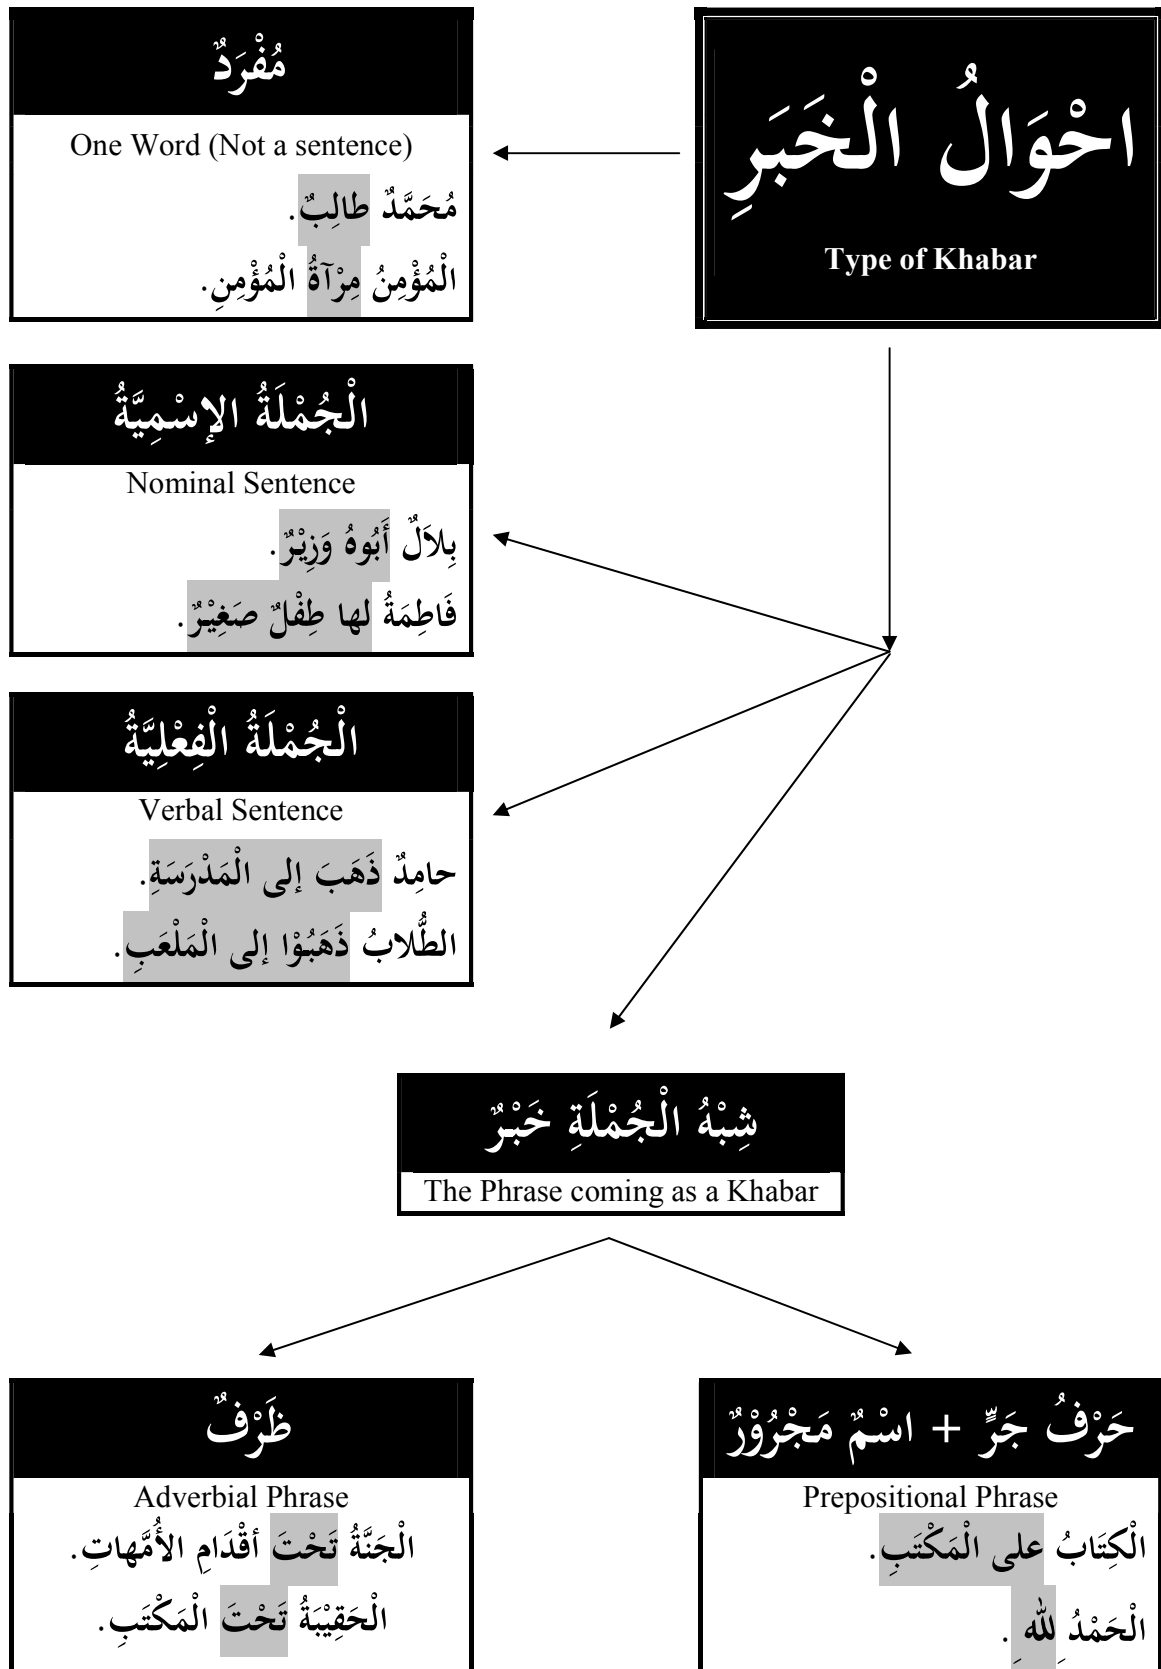 احْوَالُ الْخَبَرِ
Type of Khabar
مُفْرَدٌ
One Word (Not a sentence)
مُحَمَّدٌ طالِبٌ.
الْمُؤْمِنُ مِرْآةُ الْمُؤْمِنِ.
الْجُمْلَةُ الإسْمِيَّةُ
Nominal Sentence
بِلاَلٌ أَبُوهُ وَزِيْرٌ.
فَاطِمَةُ لها طِفْلٌ صَغِيْرٌ.
الْجُمْلَةُ الْفِعْلِيَّةُ
Verbal Sentence
حامِدٌ ذَهَبَ إلى الْمَدْرَسَةِ.
الطُّلابُ ذَهَبُوْا إلى الْمَلْعَبِ.
شِبْهُ الْجُمْلَةِ خَبْرٌ
The Phrase coming as a Khabar
حَرْفُ جَرٍّ + اسْمٌ مَجْرُوْرٌ
Prepositional Phrase
الْكِتَابُ على الْمَكْتَبِ.
الْحَمْدُ لِلّٰهِ.
ظَرْفٌ
Adverbial Phrase
الْجَنَّةُ تَحْتَ أقْدَامِ الأُمَّهاتِ.
الْحَقِيْبَةُ تَحْتَ الْمَكْتَبِ.